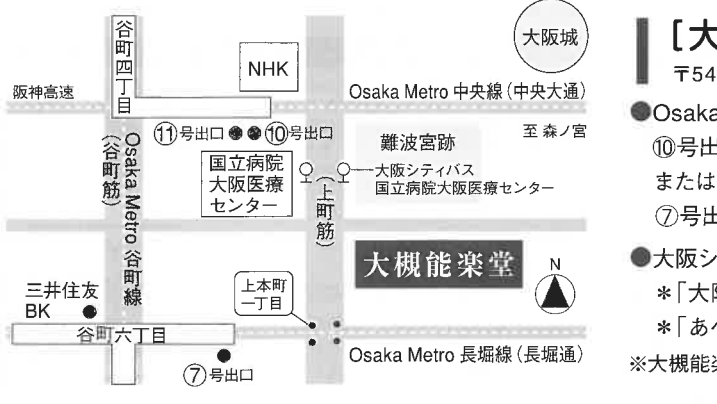 谷町四丁目
NHK
大阪城
阪神高速
Osaka Metro 中央線（中央大通）
⑪号出口
⑩号出口
至 森ノ宮
難波宮跡
国立病院
大阪医療
センター
大阪シティバス
国立病院大阪医療センター
（上町筋）
Osaka Metro 谷町線
（谷町筋）
大槻能楽堂
N
三井住友
BK
上本町
一丁目
谷町六丁目
Osaka Metro 長堀線（長堀通）
⑦号出口
［大
〒54
●Osaka
⑩号出
または
⑦号出
●大阪シ
＊「大阪
＊「あべ
※大槻能楽